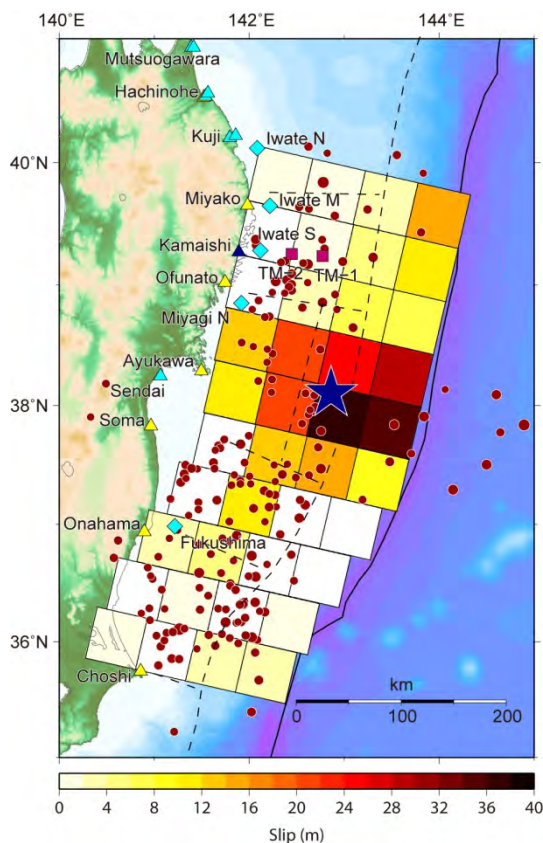 140°E 142°E 144°E
Mutsuogawara
Hachinohe
Kuji
Iwate N
40°N
Miyako
Iwate M
Kamaishi
Iwate S
Ofunato
TM-2 TM-1
Miyagi N
Ayukawa
Sendai
38°N
Soma
Onahama
Fukushima
36°N
Choshi
km
0 100 200
0 4 8 12 16 20 24 28 32 36 40
Slip (m)